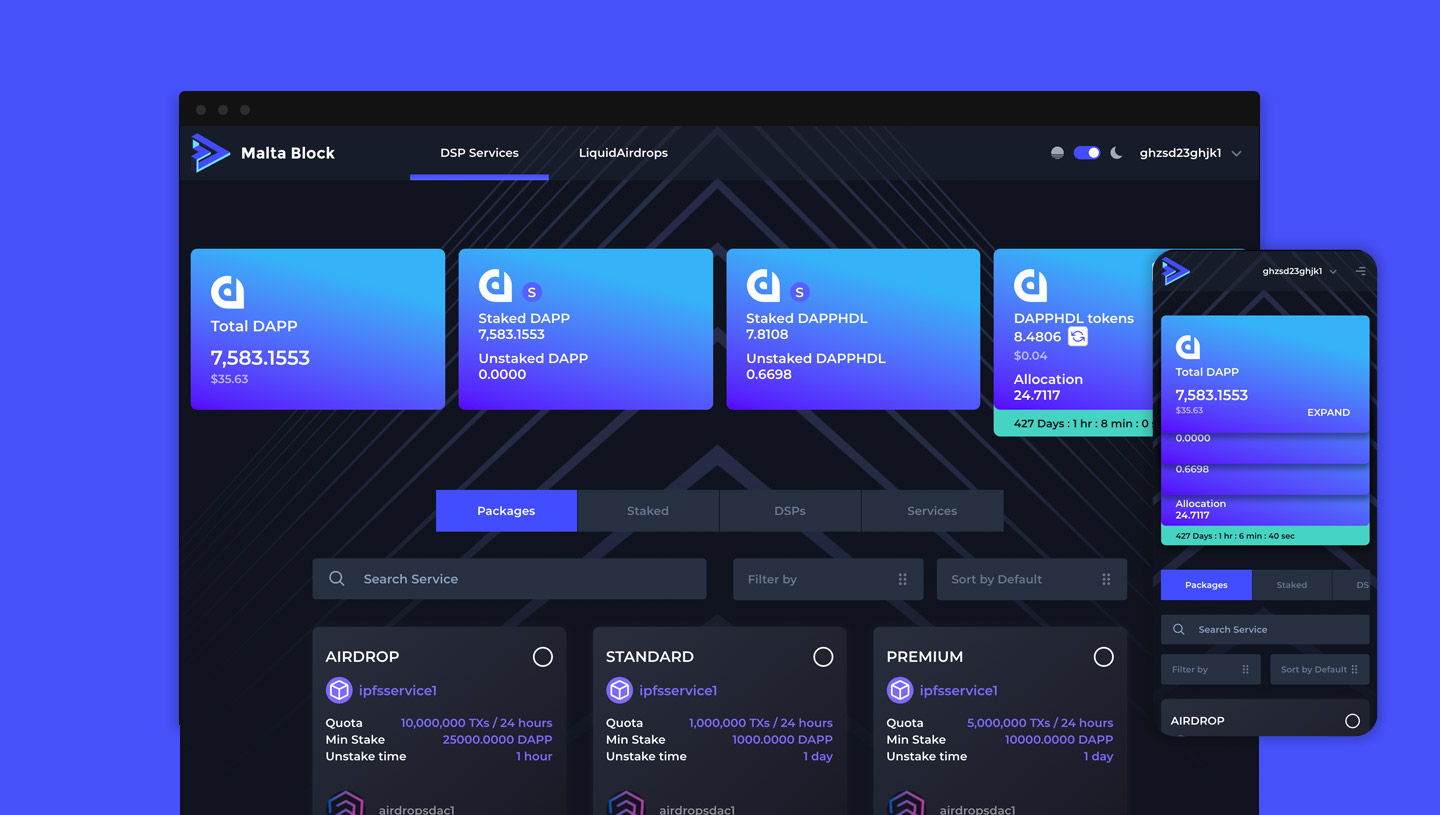 Malta Block
DSP Services
LiquidAirdrops
ghzsd23ghjk1
Total DAPP
7,583.1553
$35.63
S
Staked DAPP
7,583.1553
Unstaked DAPP
0.0000
S
Staked DAPPHDL
7.8108
Unstaked DAPPHDL
0.6698
DAPPHDL tokens
8.4806
$0.04
Allocation
24.7117
427 Days : 1 hr : 8 min : 0
Packages
Staked
DSPs
Services
Search Service
Filter by
Sort by Default
AIRDROP
ipfsservice1
Quota 10,000,000 TXs / 24 hours
Min Stake 25000.0000 DAPP
Unstake time 1 hour
airdropsdac1
STANDARD
ipfsservice1
Quota 1,000,000 TXs / 24 hours
Min Stake 1000.0000 DAPP
Unstake time 1 day
airdropsdac1
PREMIUM
ipfsservice1
Quota 5,000,000 TXs / 24 hours
Min Stake 10000.0000 DAPP
Unstake time 1 day
airdropsdac1
ghzsd23ghjk1
Total DAPP
7,583.1553
$35.63
EXPAND
0.0000
0.6698
Allocation
24.7117
427 Days : 1 hr : 6 min : 40 sec
Packages
Staked
DS
Search Service
Filter by
Sort by Default
AIRDROP